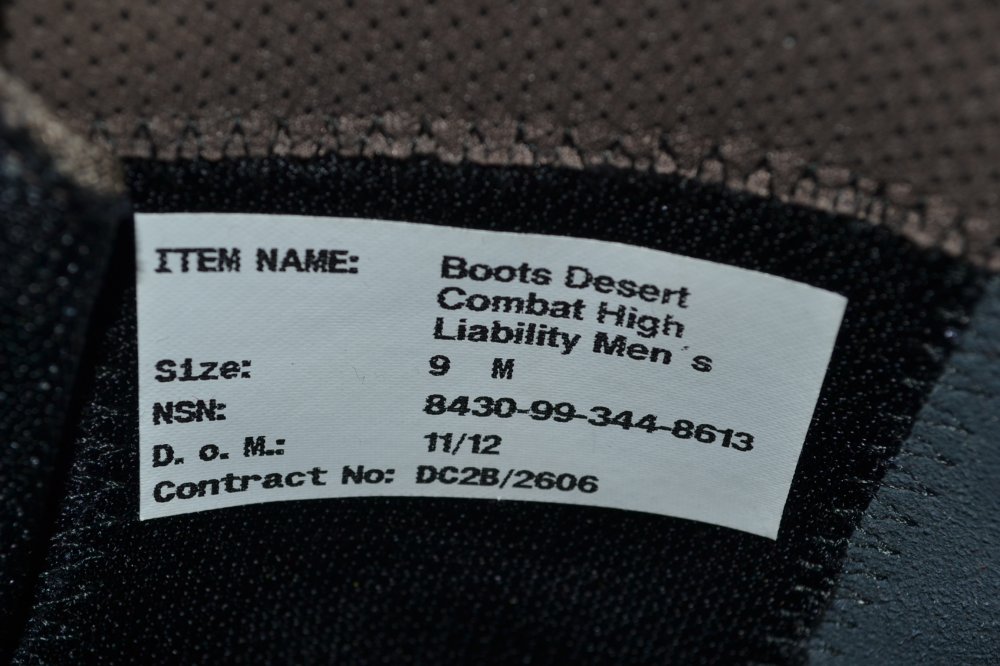 ITEM NAME: Boots Desert
Combat High
Liability Men´s
Size: 9 M
NSN: 8430-99-344-8613
D. o. M.: 11/12
Contract No: DC2B/2606